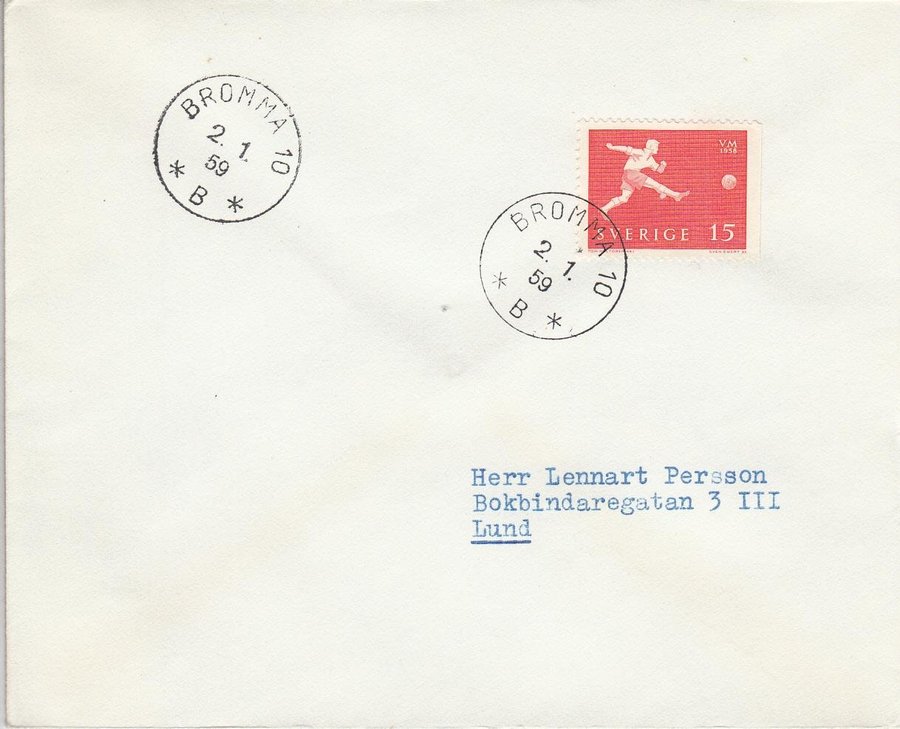 BROMMA 10
2. 1.
59
* B *
VM
1958
SVERIGE 15
BROMMA 10
2. 1.
59
* B *
Herr Lennart Persson
Bokbindaregatan 3 III
Lund